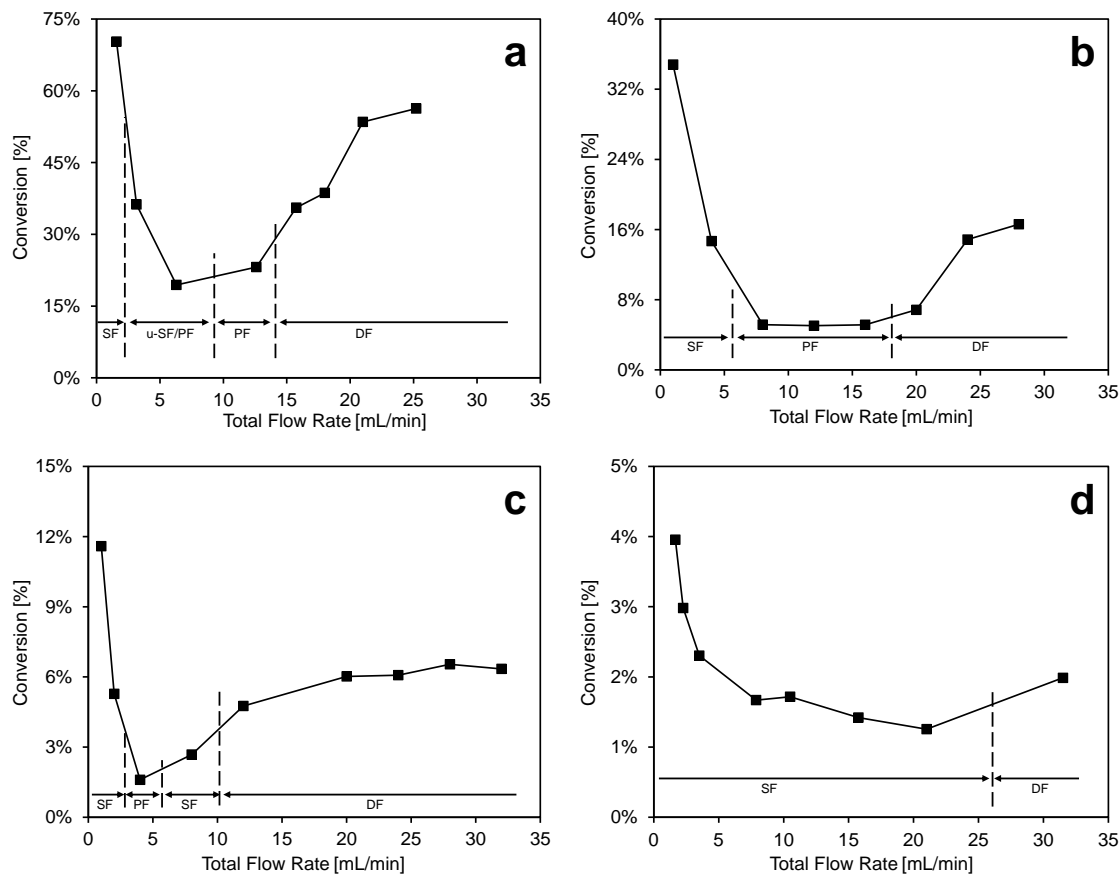 a
75%
60%
45%
30%
15%
0%
Conversion [%]
SF u-SF/PF PF DF
0 5 10 15 20 25 30 35
Total Flow Rate [mL/min]
b
40%
32%
24%
16%
8%
0%
Conversion [%]
SF PF DF
0 5 10 15 20 25 30 35
Total Flow Rate [mL/min]
c
15%
12%
9%
6%
3%
0%
Conversion [%]
SF PF SF DF
0 5 10 15 20 25 30 35
Total Flow Rate [mL/min]
d
5%
4%
3%
2%
1%
0%
Conversion [%]
SF DF
0 5 10 15 20 25 30 35
Total Flow Rate [mL/min]